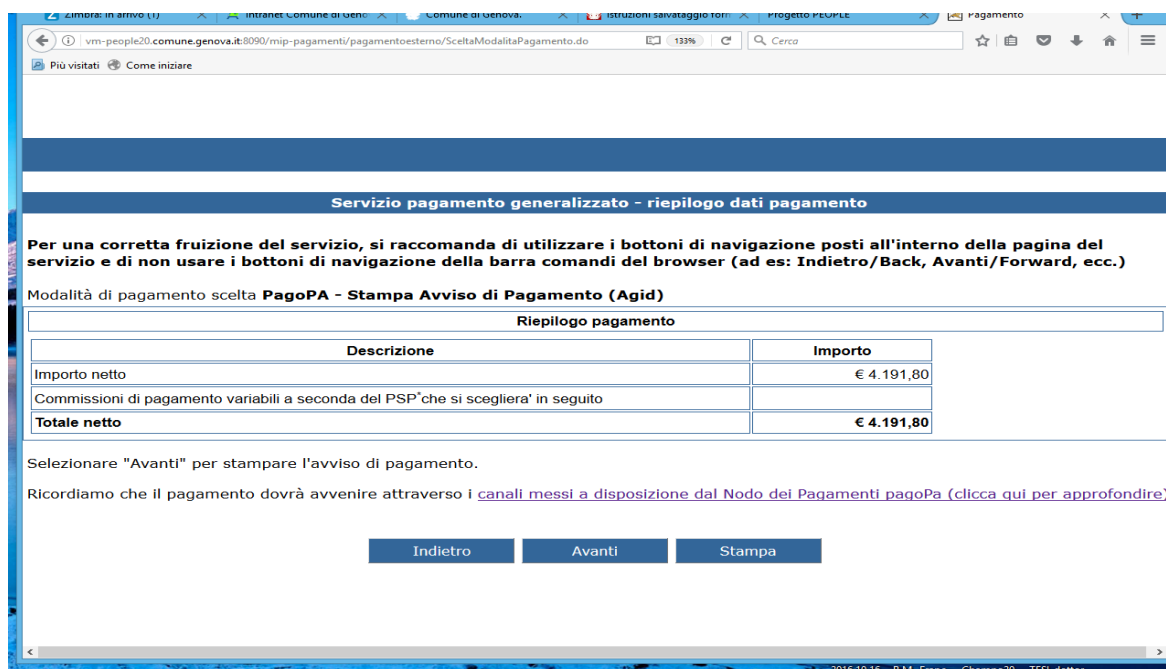 Zimbra: In arrivo (1)
Intranet Comune di Geno
Comune di Genova.
Istruzioni salvataggio form
Progetto PEOPLE
Pagamento
vm-people20.comune.genova.it:8090/mip-pagamenti/pagamentoesterno/SceltaModalitaPagamento.do
133%
Cerca
Più visitati
Come iniziare
Servizio pagamento generalizzato - riepilogo dati pagamento
Per una corretta fruizione del servizio, si raccomanda di utilizzare i bottoni di navigazione posti all'interno della pagina del
servizio e di non usare i bottoni di navigazione della barra comandi del browser (ad es: Indietro/Back, Avanti/Forward, ecc.)
Modalità di pagamento scelta PagoPA - Stampa Avviso di Pagamento (Agid)
Riepilogo pagamento
Descrizione Importo
Importo netto € 4.191,80
Commissioni di pagamento variabili a seconda del PSP*che si scegliera' in seguito
Totale netto € 4.191,80
Selezionare "Avanti" per stampare l'avviso di pagamento.
Ricordiamo che il pagamento dovrà avvenire attraverso i canali messi a disposizione dal Nodo dei Pagamenti pagoPa (clicca qui per approfondire)
Indietro Avanti Stampa